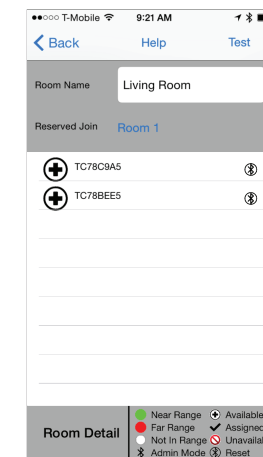 T-Mobile 9:21 AM
Back Help Test
Room Name Living Room
Reserved Join Room 1
TC78C9A5
TC78BEE5
Room Detail
Near Range Available
Far Range Assigned
Not In Range Unavailal
Admin Mode Reset